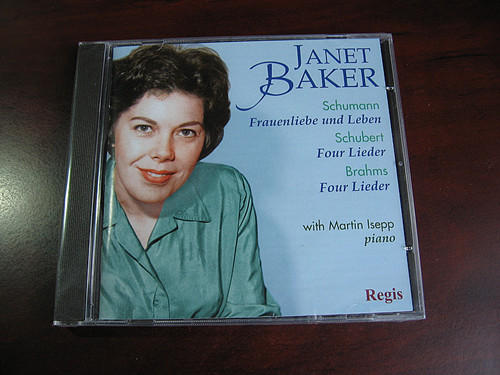 JANET
BAKER
Schumann
Frauenliebe und Leben
Schubert
Four Lieder
Brahms
Four Lieder
with Martin Isepp
piano
Regis